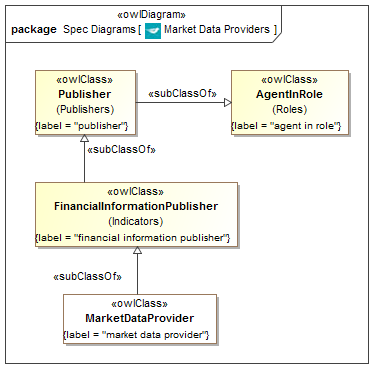 «owlDiagram»
package Spec Diagrams [ Market Data Providers ]
«owlClass»
Publisher
(Publishers)
{label = "publisher"}
«subClassOf»
«owlClass»
AgentInRole
(Roles)
{label = "agent in role"}
«subClassOf»
«owlClass»
FinancialInformationPublisher
(Indicators)
{label = "financial information publisher"}
«subClassOf»
«owlClass»
MarketDataProvider
{label = "market data provider"}